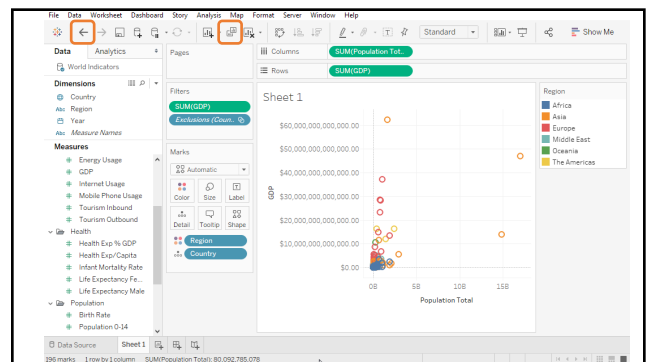 File Data Worksheet Dashboard Story Analysis Map Format Server Window Help
Standard Show Me
Data Analytics
World Indicators
Dimensions
Country
Abc Region
Year
Abc Measure Names
Measures
Energy Usage
GDP
Internet Usage
Mobile Phone Usage
Tourism Inbound
Tourism Outbound
Health
Health Exp % GDP
Health Exp/Capita
Infant Mortality Rate
Life Expectancy Fe...
Life Expectancy Male
Population
Birth Rate
Population 0-14
Pages
Filters
SUM(GDP)
Exclusions (Coun..
Marks
Automatic
Color Size Label
Detail Tooltip Shape
Region
Country
Columns SUM(Population Tot..
Rows SUM(GDP)
Sheet 1
$60,000,000,000,000.00
$50,000,000,000,000.00
$40,000,000,000,000.00
$30,000,000,000,000.00
$20,000,000,000,000.00
$10,000,000,000,000.00
$0.00
GDP
0B 5B 10B 15B
Population Total
Region
Africa
Asia
Europe
Middle East
Oceania
The Americas
Data Source Sheet 1
196 marks 1 row by 1 column SUM(Population Total): 80,092,785,078